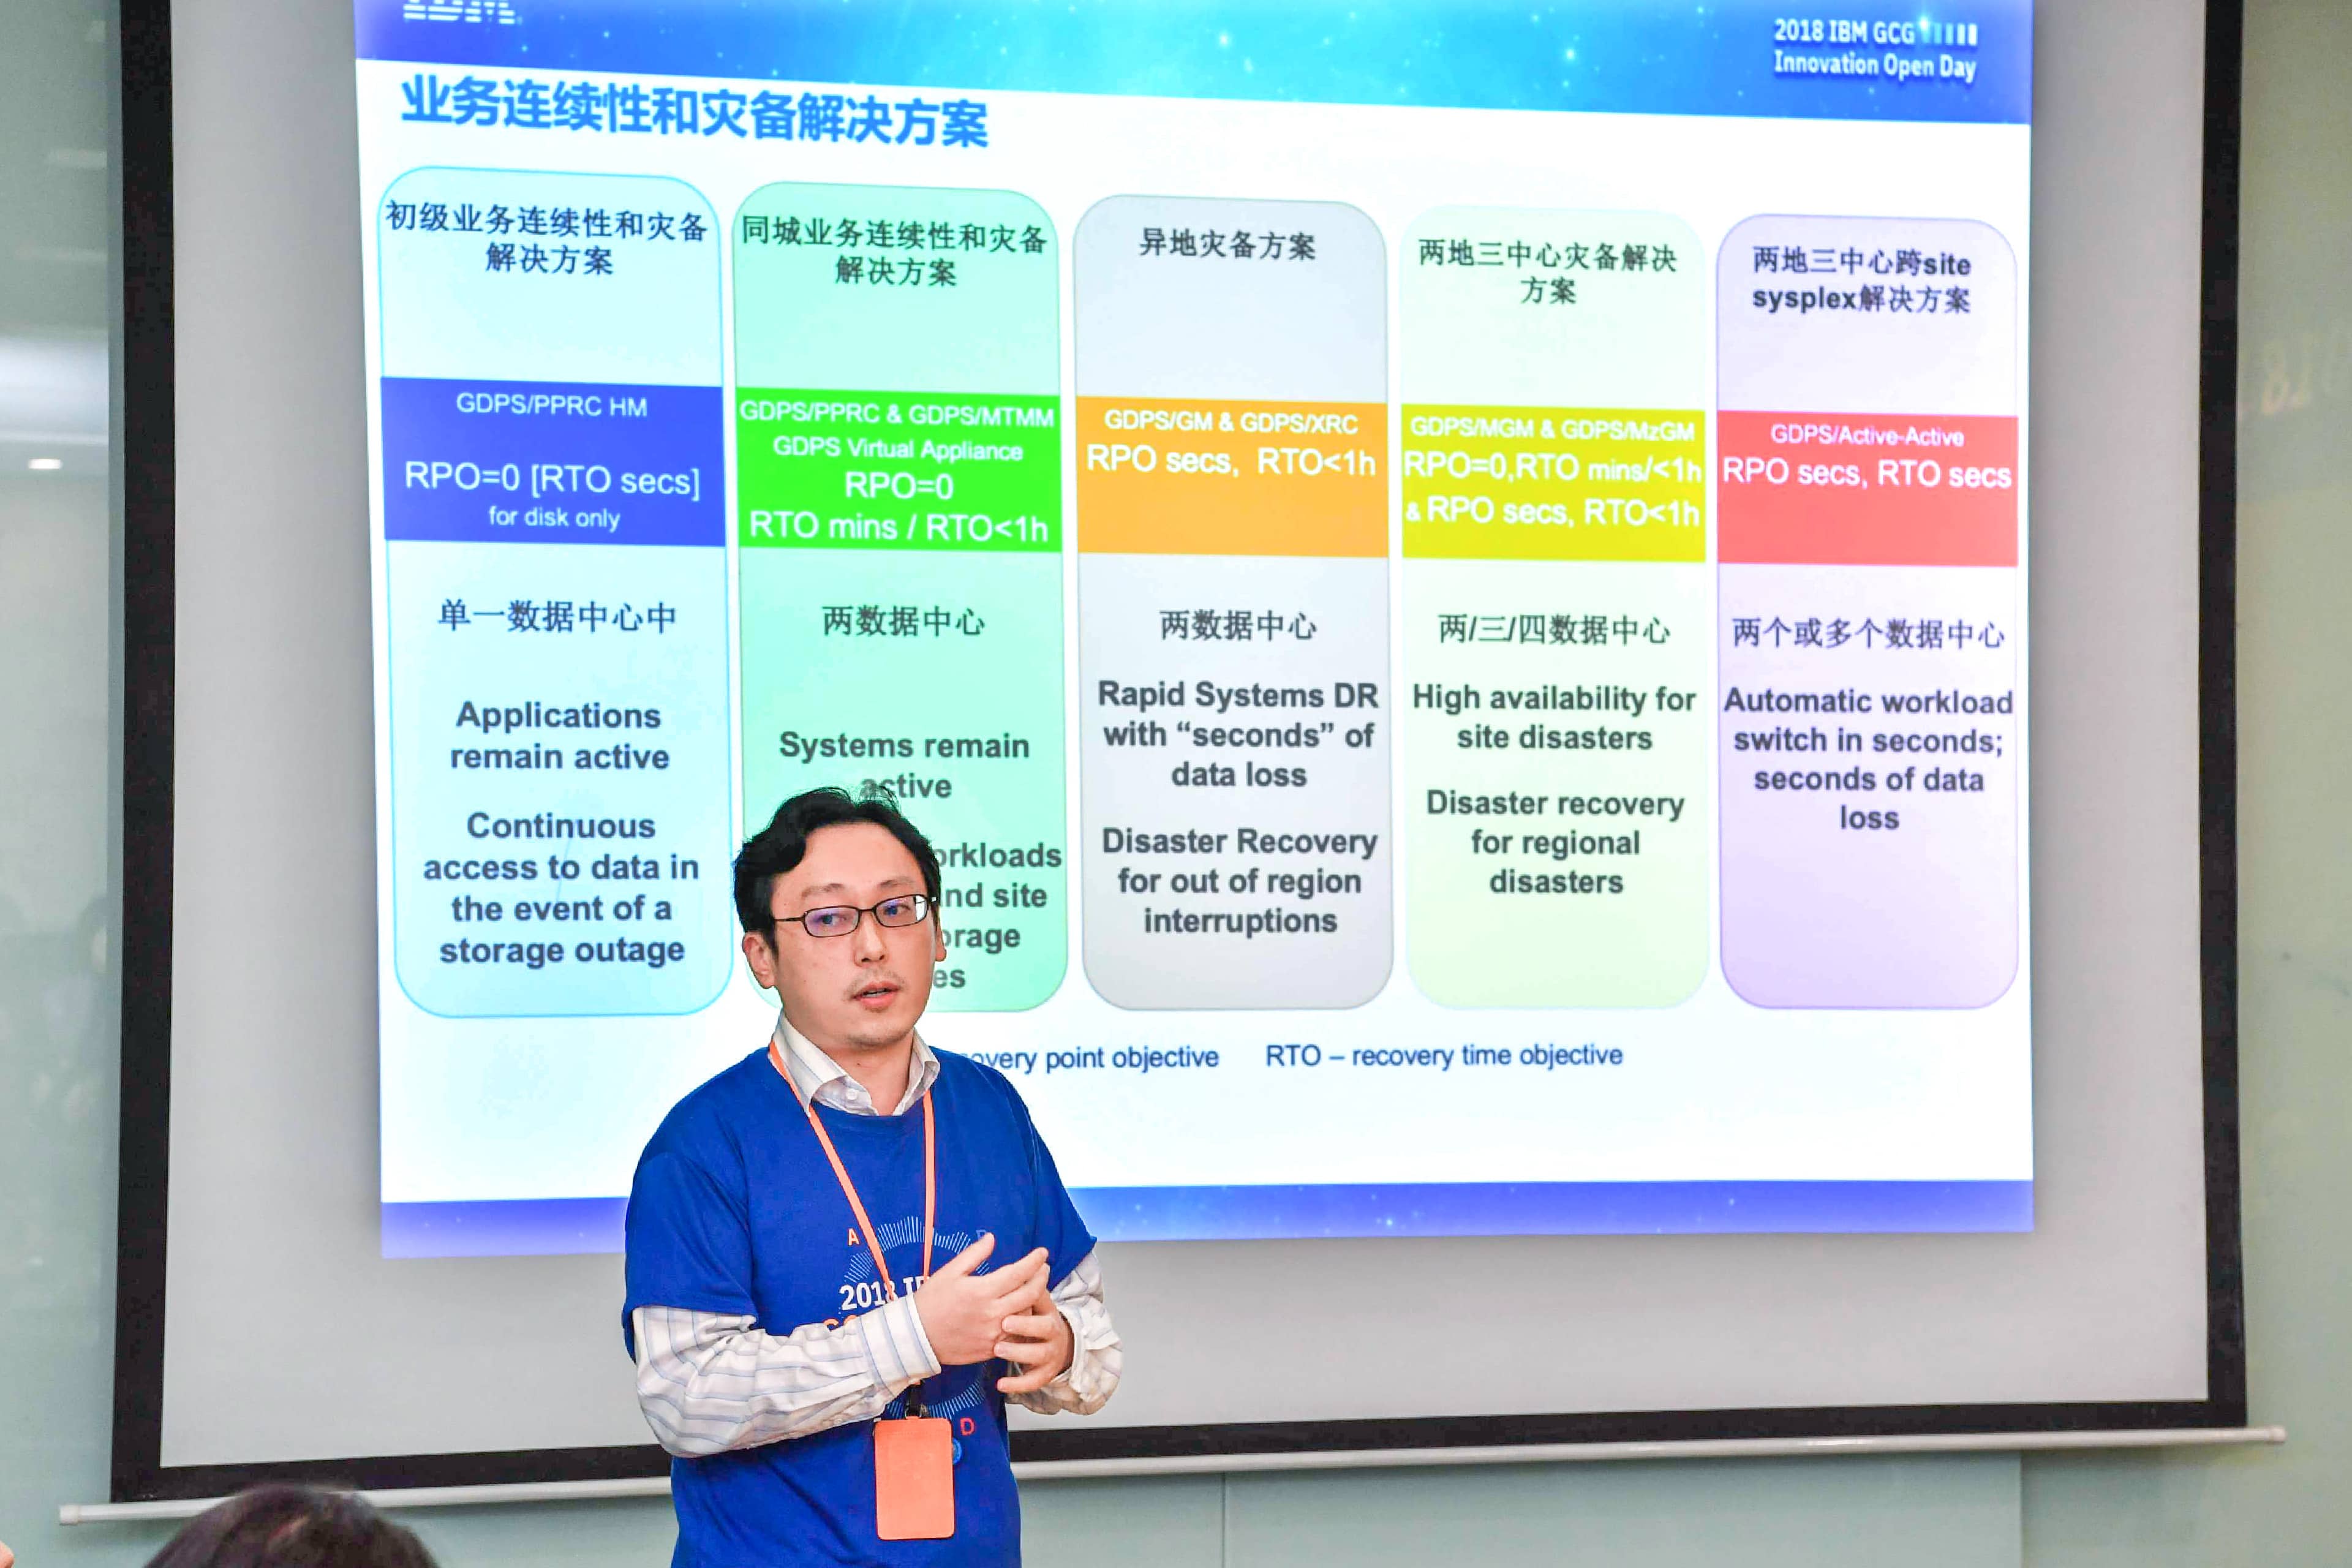 IBM
2018 IBM GCG
Innovation Open Day
业务连续性和灾备解决方案
初级业务连续性和灾备
解决方案
GDPS/PPRC HM
RPO=0 [RTO secs]
for disk only
单一数据中心中
Applications
remain active
Continuous
access to data in
the event of a
storage outage
同城业务连续性和灾备
解决方案
GDPS/PPRC & GDPS/MTMM
GDPS Virtual Appliance
RPO=0
RTO mins / RTO<1h
两数据中心
Systems remain
active
site
异地灾备方案
GDPS/GM & GDPS/XRC
RPO secs, RTO<1h
两数据中心
Rapid Systems DR
with “seconds” of
data loss
Disaster Recovery
for out of region
interruptions
两地三中心灾备解决
方案
GDPS/MGM & GDPS/MzGM
RPO=0,RTO mins/<1h
& RPO secs, RTO<1h
两/三/四数据中心
High availability for
site disasters
Disaster recovery
for regional
disasters
两地三中心跨site
sysplex解决方案
GDPS/Active-Active
RPO secs, RTO secs
两个或多个数据中心
Automatic workload
switch in seconds;
seconds of data
loss
point objective RTO – recovery time objective
A
2018
D